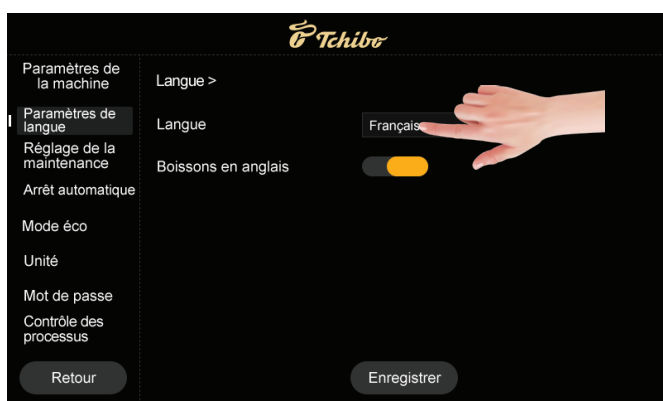 Tchibo
Paramètres de
la machine
Langue >
Paramètres de
langue
Langue
Français
Réglage de la
maintenance
Boissons en anglais
Arrêt automatique
Mode éco
Unité
Mot de passe
Contrôle des
processus
Retour
Enregistrer